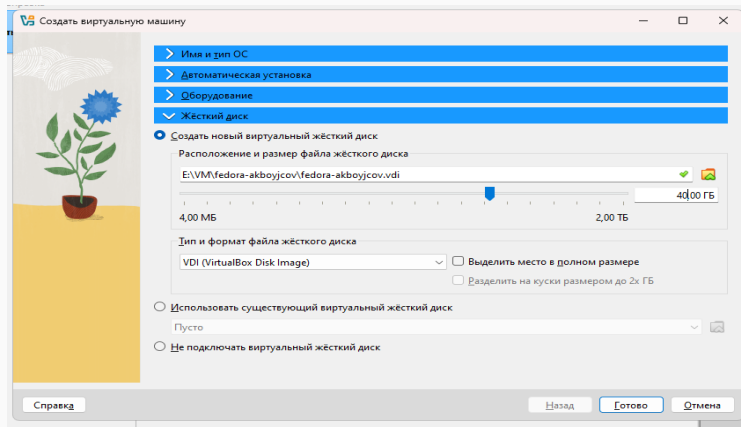 Создать виртуальную машину
Имя и тип ОС
Автоматическая установка
Оборудование
Жёсткий диск
Создать новый виртуальный жёсткий диск
Расположение и размер файла жёсткого диска
E:\VM\fedora-akboyjcov\fedora-akboyjcov.vdi
40,00 ГБ
4,00 МБ 2,00 ТБ
Тип и формат файла жёсткого диска
VDI (VirtualBox Disk Image) Выделить место в полном размере
Разделить на куски размером до 2х ГБ
Использовать существующий виртуальный жёсткий диск
Пусто
Не подключать виртуальный жёсткий диск
Справка Назад Готово Отмена